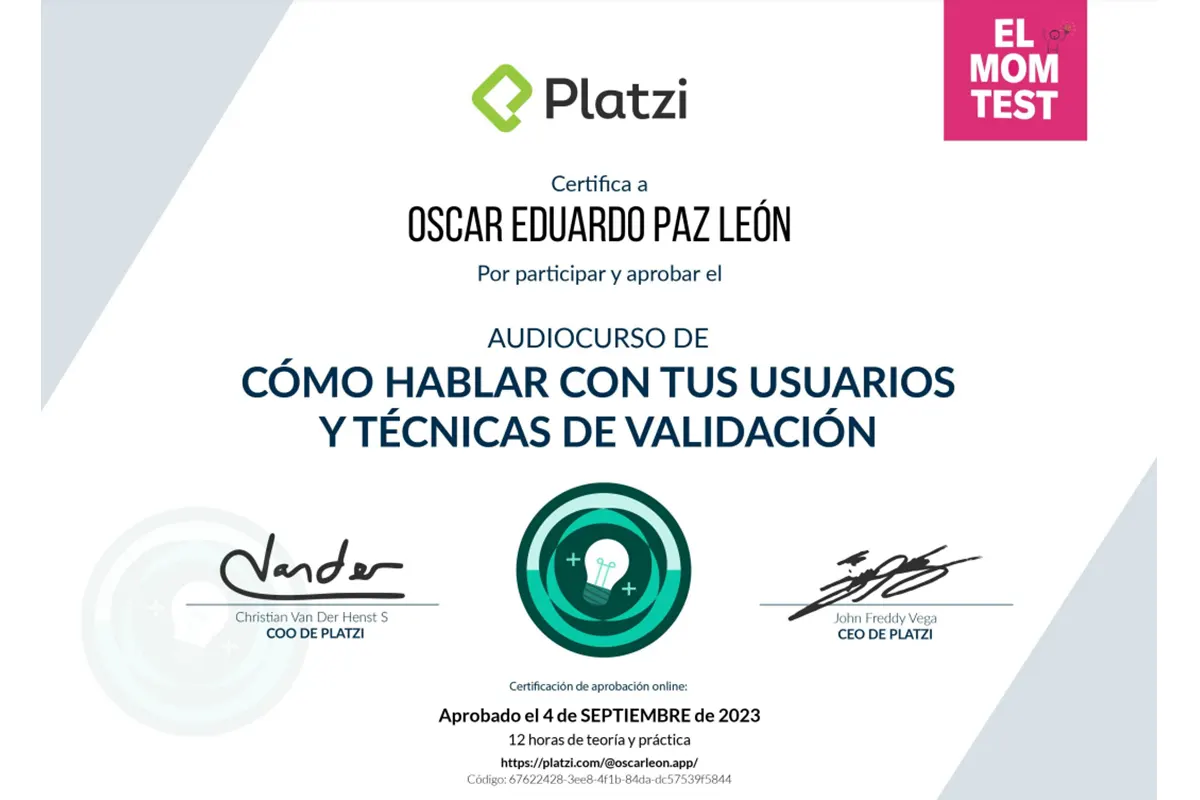 EL
MOM
TEST
Platzi
Certifica a
OSCAR EDUARDO PAZ LEÓN
Por participar y aprobar el
AUDIOCURSO DE
CÓMO HABLAR CON TUS USUARIOS
Y TÉCNICAS DE VALIDACIÓN
Vander
Christian Van Der Henst S
COO DE PLATZI
John Freddy Vega
CEO DE PLATZI
Certificación de aprobación online:
Aprobado el 4 de SEPTIEMBRE de 2023
12 horas de teoría y práctica
https://platzi.com/@oscarleon.app/
Código: 67622428-3ee8-4f1b-84da-dc57539f5844